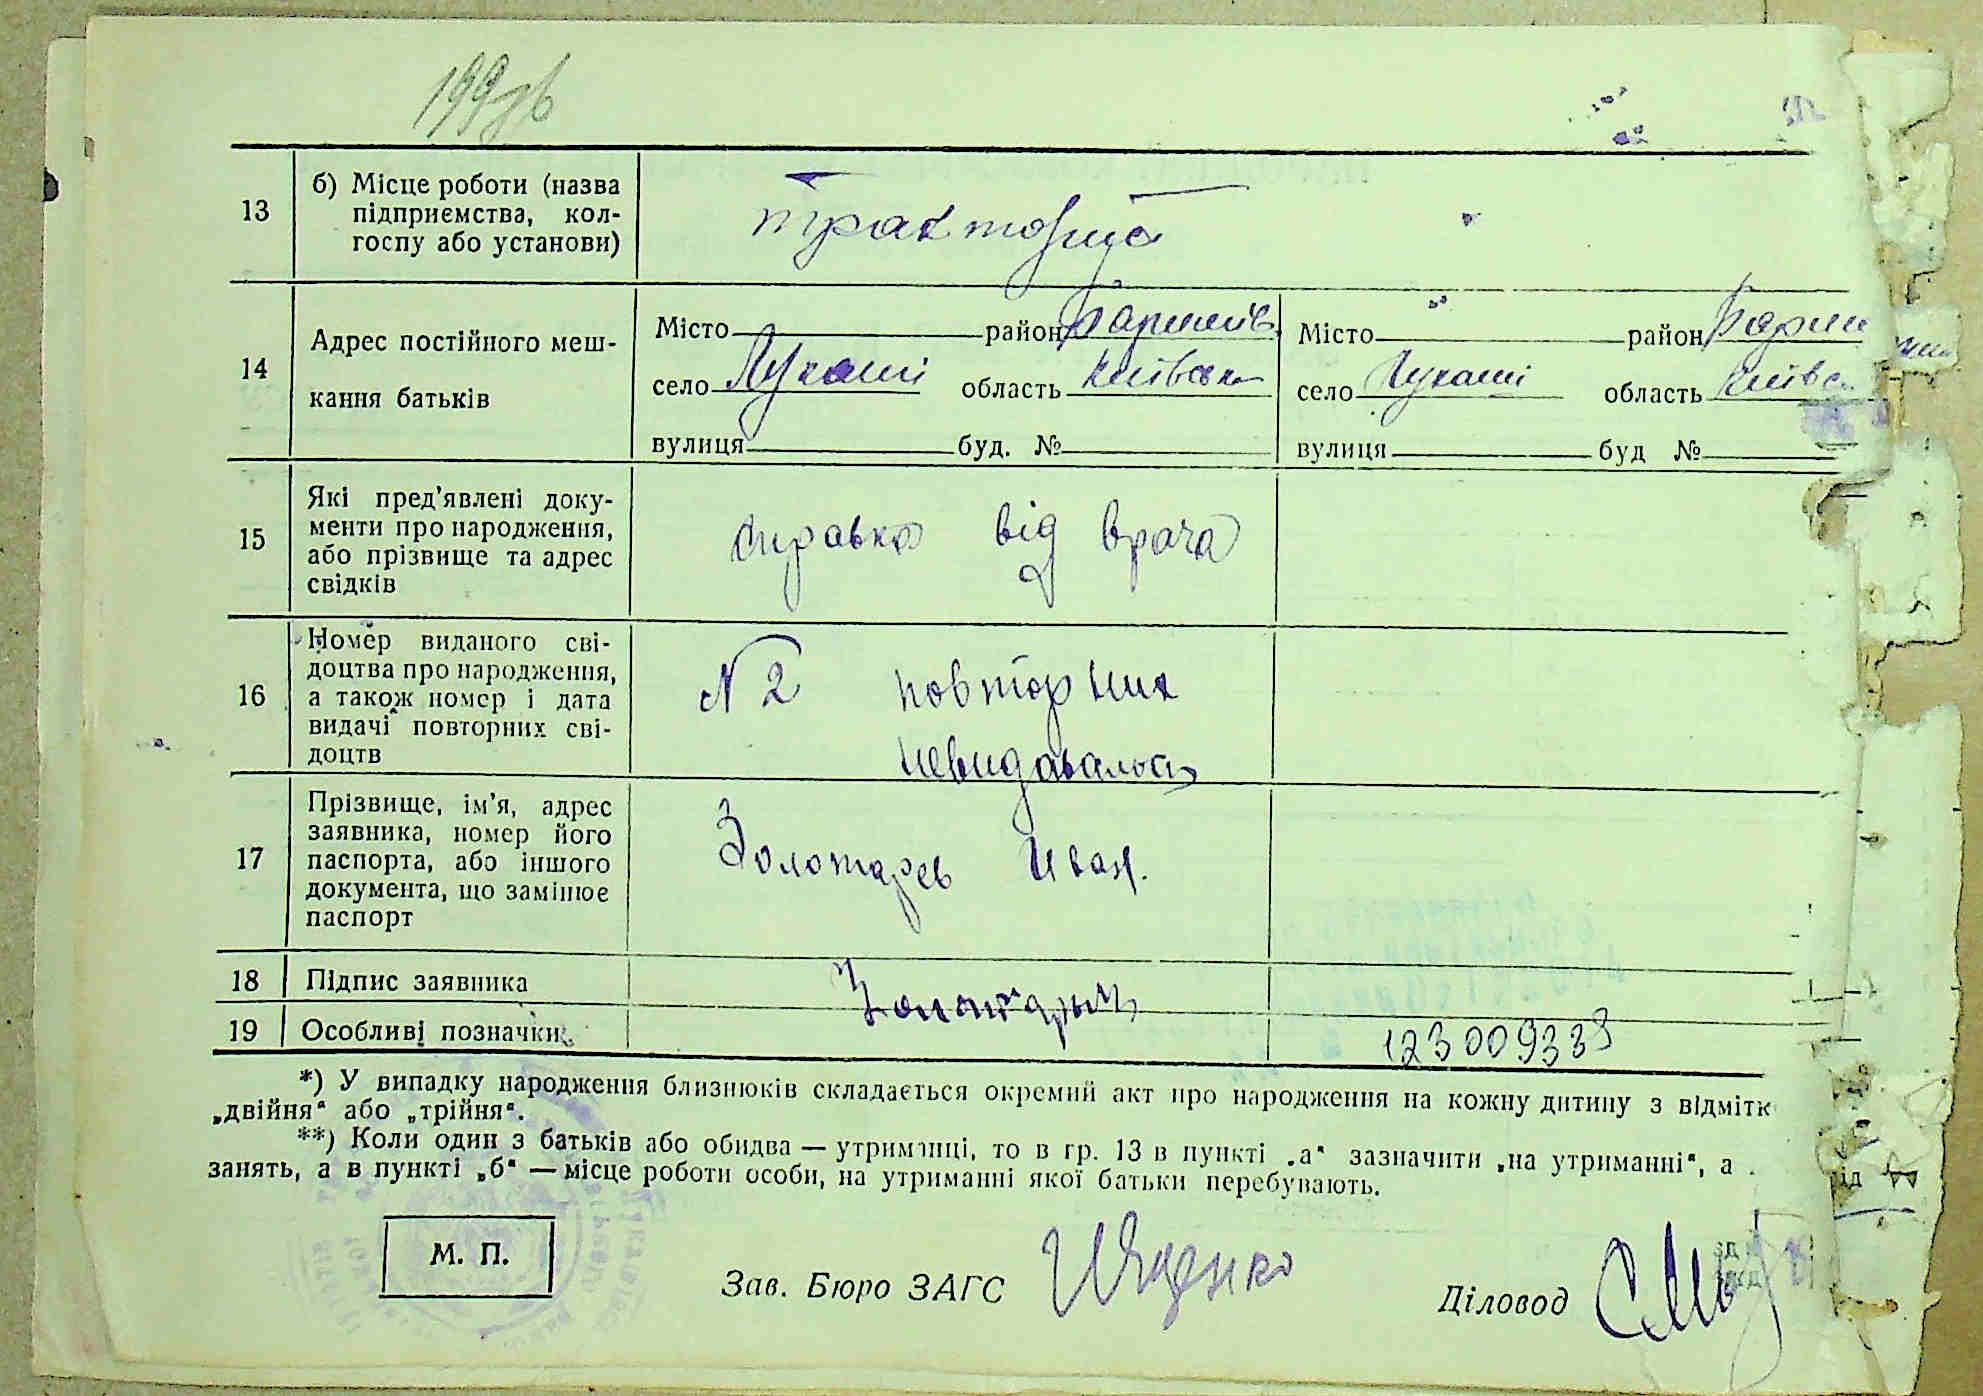 199зв
13
б) Місце роботи (назва
підприємства, кол-
госпу або установи)
14
Адрес постійного меш-
кання батьків
Місто район
село Лукаші область Київськ
вулиця буд. №
Місто район Бариш
село Лукаші область Київс
вулиця буд №
15
Які пред'явлені доку-
менти про народження,
або прізвище та адрес
свідків
справка від врача
16
Номер виданого сві-
доцтва про народження,
а також номер і дата
видачі повторних сві-
доцтв
N 2 повторних
невидавалось
17
Прізвище, ім'я, адрес
заявника, номер його
паспорта, або іншого
документа, що замінює
паспорт
Золотарев Иван.
18 Підпис заявника
19 Особливі позначки
123009333
*) У випадку народження близнюків складається окремий акт про народження на кожну дитину з відмітк
„двійня" або „трійня".
**) Коли один з батьків або обидва — утриманці, то в гр. 13 в пункті „а" зазначити „на утриманні", а
занять, а в пункті „б" — місце роботи особи, на утриманні якої батьки перебувають.
М. П.
Зав. Бюро ЗАГС
Діловод